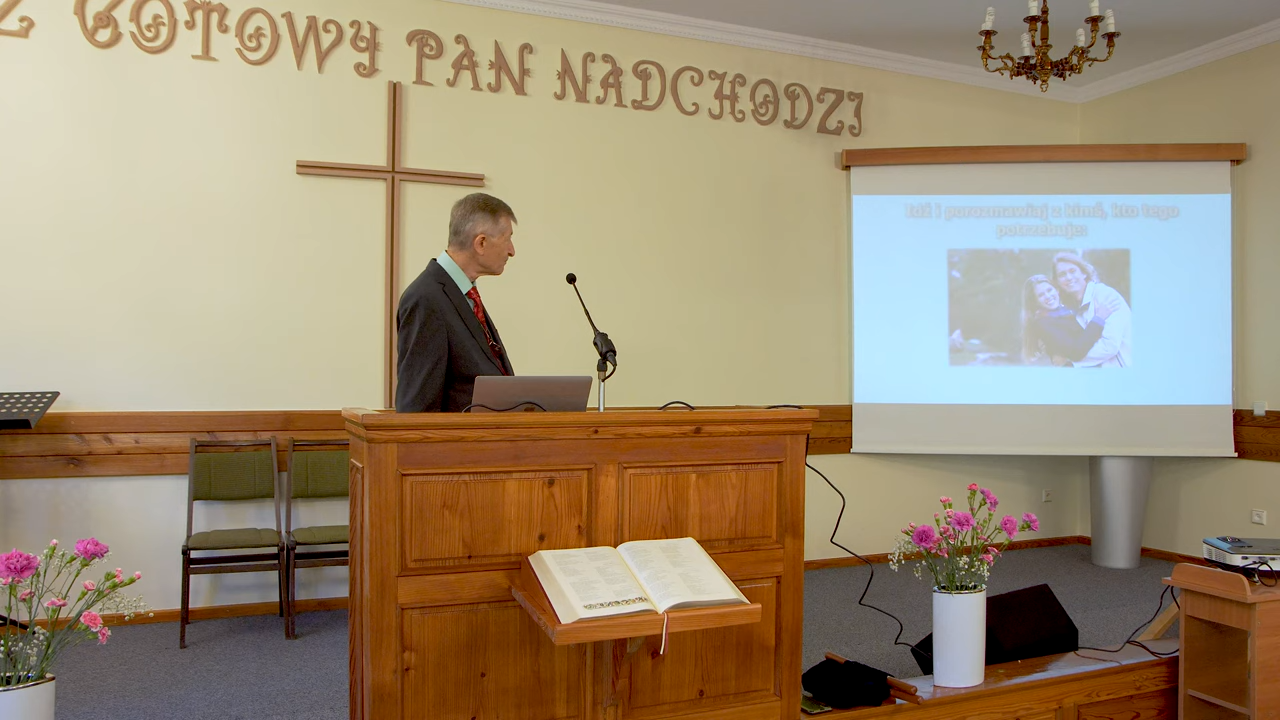 Z GOTOWY PAN NADCHODZI
Idź i porozmawiaj z kimś, kto tego
potrzebuje: